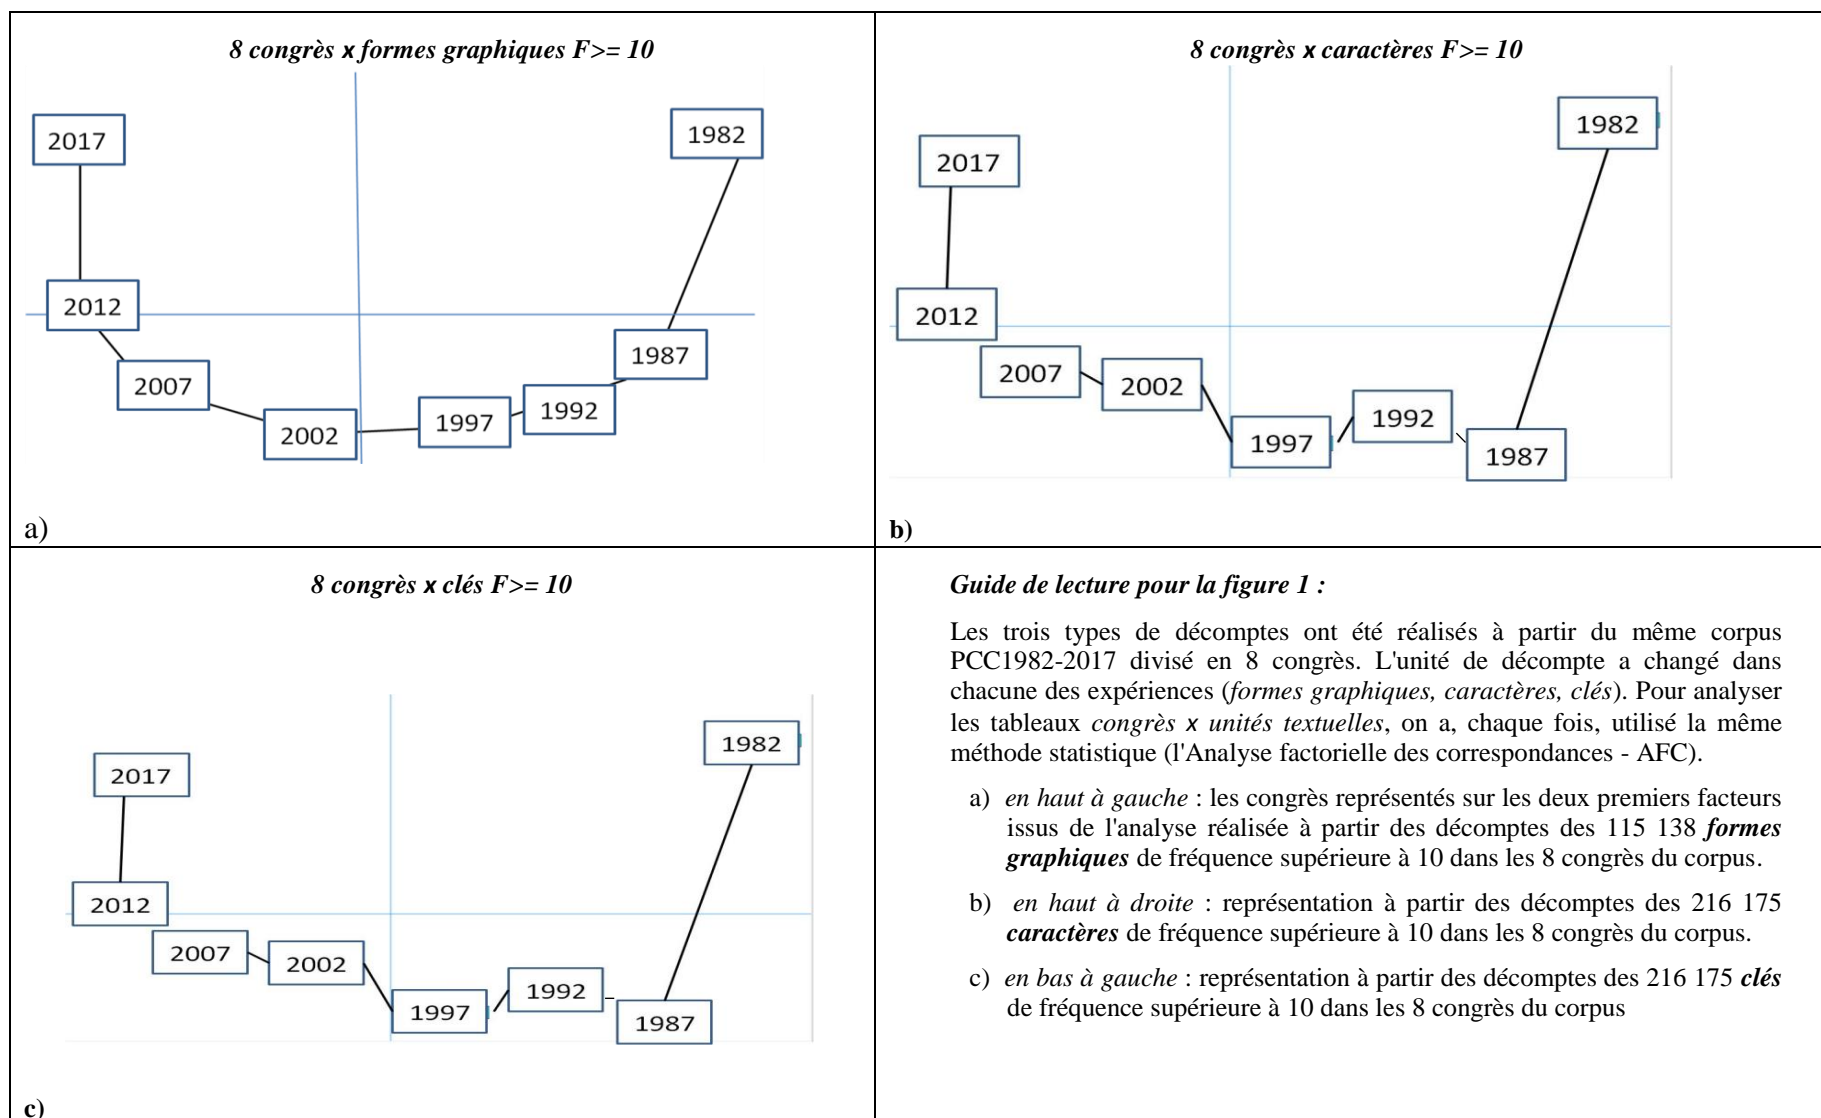 8 congrès x formes graphiques F>= 10
2017
1982
2012
1987
2007
1992
1997
2002
a)
8 congrès x caractères F>= 10
1982
2017
2012
2007
2002
1992
1997
1987
b)
8 congrès x clés F>= 10
1982
2017
2012
2007
2002
1992
1997
1987
c)
Guide de lecture pour la figure 1 :
Les trois types de décomptes ont été réalisés à partir du même corpus
PCC1982-2017 divisé en 8 congrès. L'unité de décompte a changé dans
chacune des expériences (formes graphiques, caractères, clés). Pour analyser
les tableaux congrès x unités textuelles, on a, chaque fois, utilisé la même
méthode statistique (l'Analyse factorielle des correspondances - AFC).
a) en haut à gauche : les congrès représentés sur les deux premiers facteurs
issus de l'analyse réalisée à partir des décomptes des 115 138 formes
graphiques de fréquence supérieure à 10 dans les 8 congrès du corpus.
b) en haut à droite : représentation à partir des décomptes des 216 175
caractères de fréquence supérieure à 10 dans les 8 congrès du corpus.
c) en bas à gauche : représentation à partir des décomptes des 216 175 clés
de fréquence supérieure à 10 dans les 8 congrès du corpus